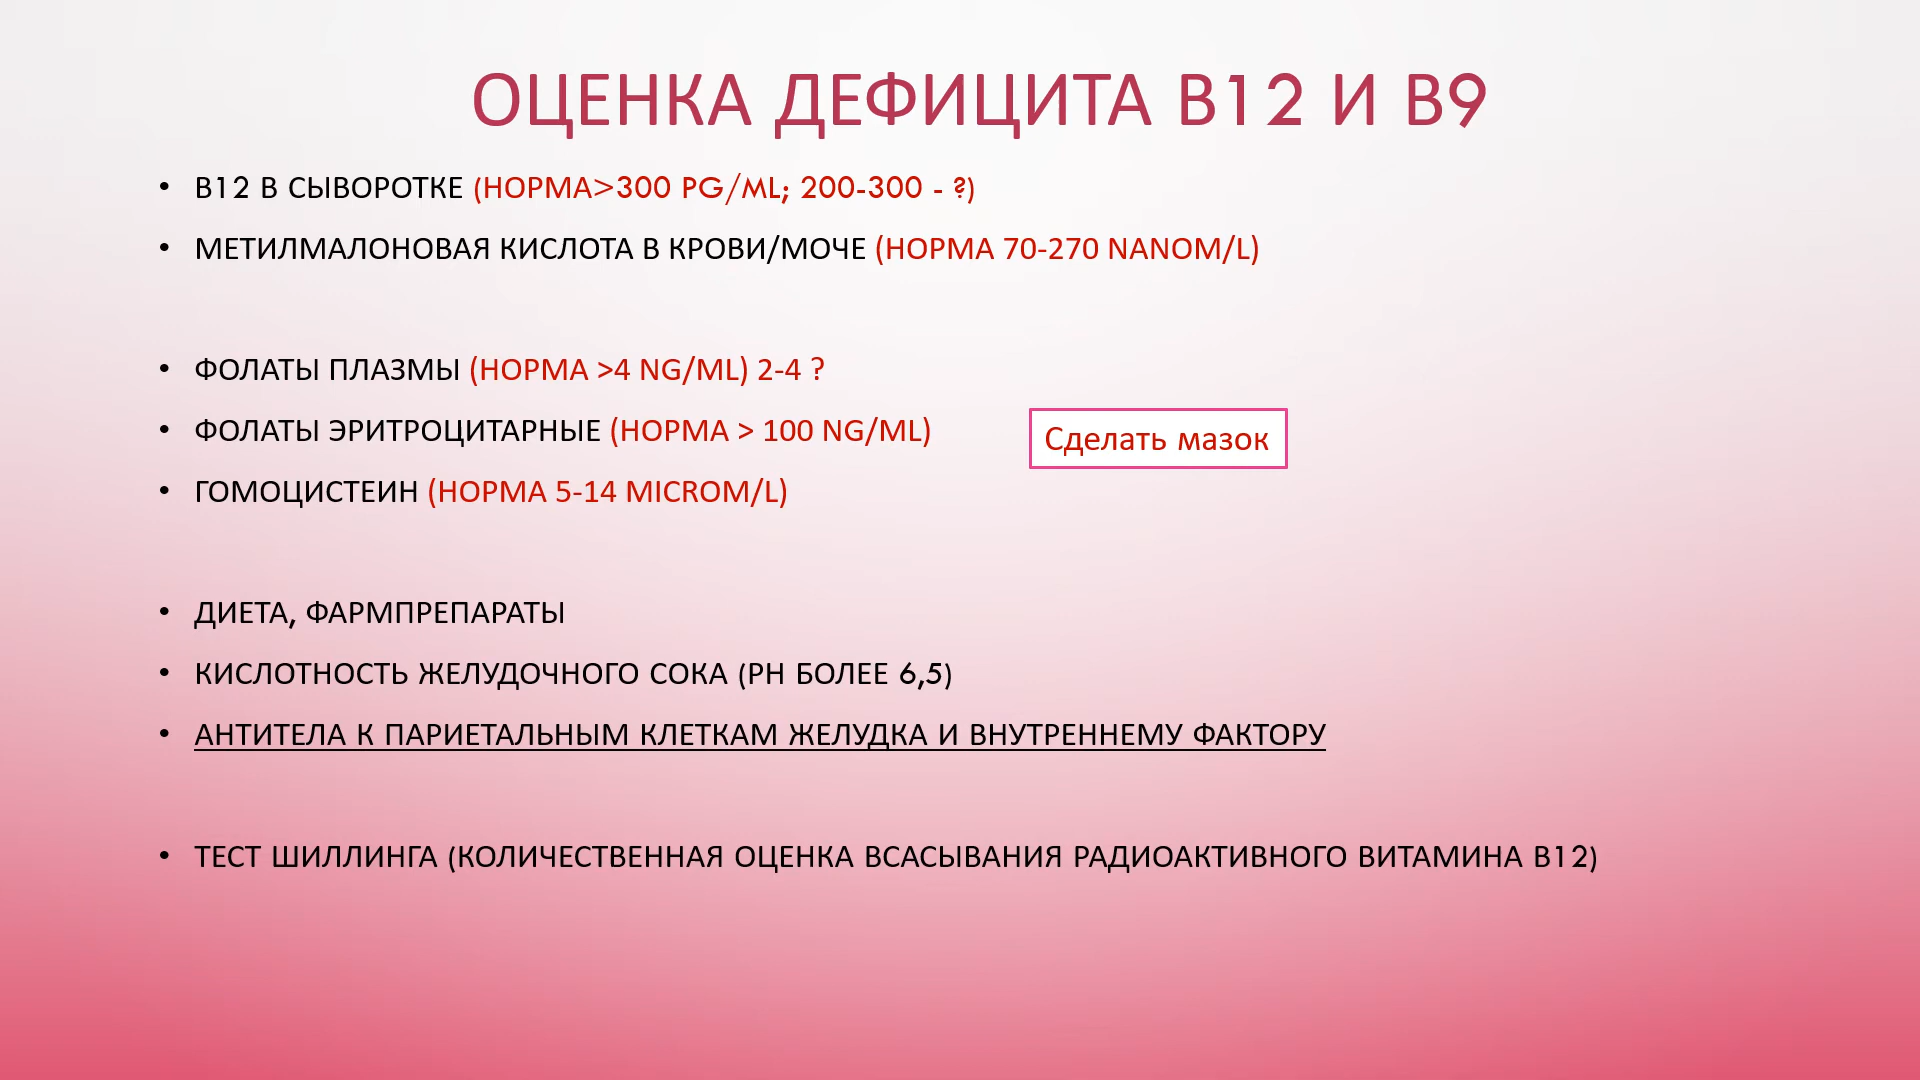 ОЦЕНКА ДЕФИЦИТА В12 И В9
• В12 В СЫВОРОТКЕ (НОРМА>300 PG/ML; 200-300 - ?)
• МЕТИЛМАЛОНОВАЯ КИСЛОТА В КРОВИ/МОЧЕ (НОРМА 70-270 NANOM/L)
• ФОЛАТЫ ПЛАЗМЫ (НОРМА >4 NG/ML) 2-4 ?
• ФОЛАТЫ ЭРИТРОЦИТАРНЫЕ (НОРМА > 100 NG/ML)
Сделать мазок
• ГОМОЦИСТЕИН (НОРМА 5-14 MICROM/L)
• ДИЕТА, ФАРМПРЕПАРАТЫ
• КИСЛОТНОСТЬ ЖЕЛУДОЧНОГО СОКА (PH БОЛЕЕ 6,5)
• АНТИТЕЛА К ПАРИЕТАЛЬНЫМ КЛЕТКАМ ЖЕЛУДКА И ВНУТРЕННЕМУ ФАКТОРУ
• ТЕСТ ШИЛЛИНГА (КОЛИЧЕСТВЕННАЯ ОЦЕНКА ВСАСЫВАНИЯ РАДИОАКТИВНОГО ВИТАМИНА В12)